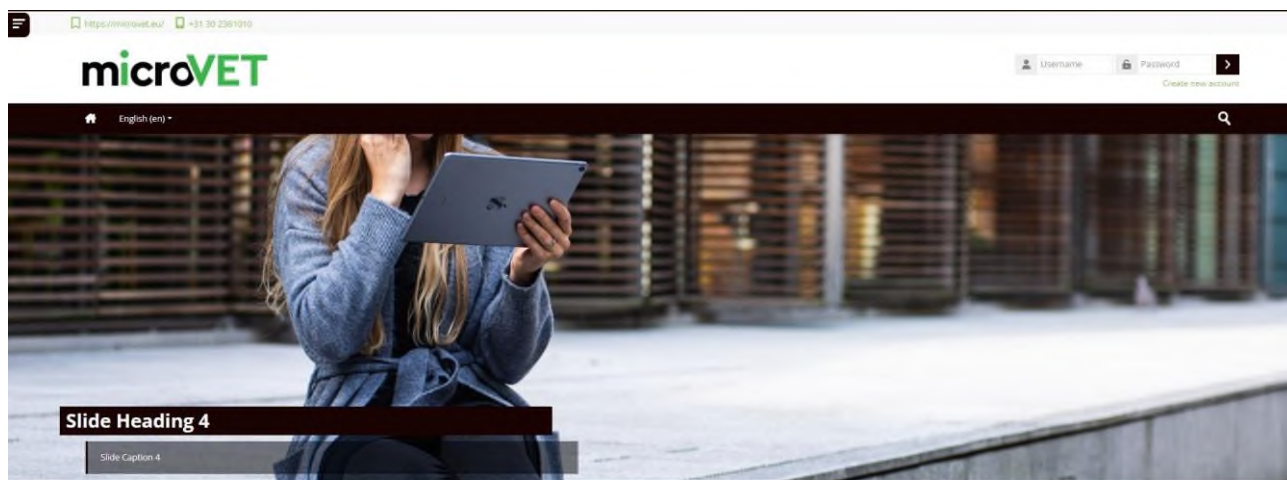 https://microvet.eu/ +31 30 2361010
microVET
Username Password
Create new account
English (en)
Slide Heading 4
Slide Caption 4